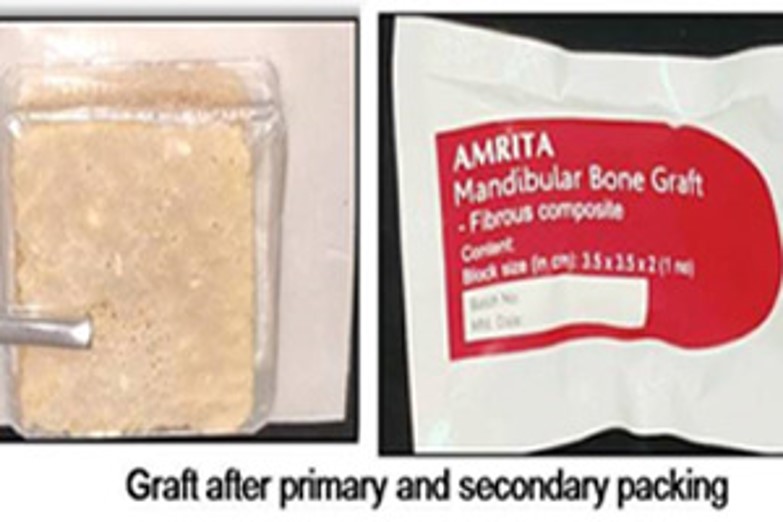 AMRITA
Mandibular Bone Graft
- Fibrous composite
Content:
Block size (in cm): 3.5 x 3.5 x 2 (1 no)
Batch No:
Mfd. Date:
Graft after primary and secondary packing